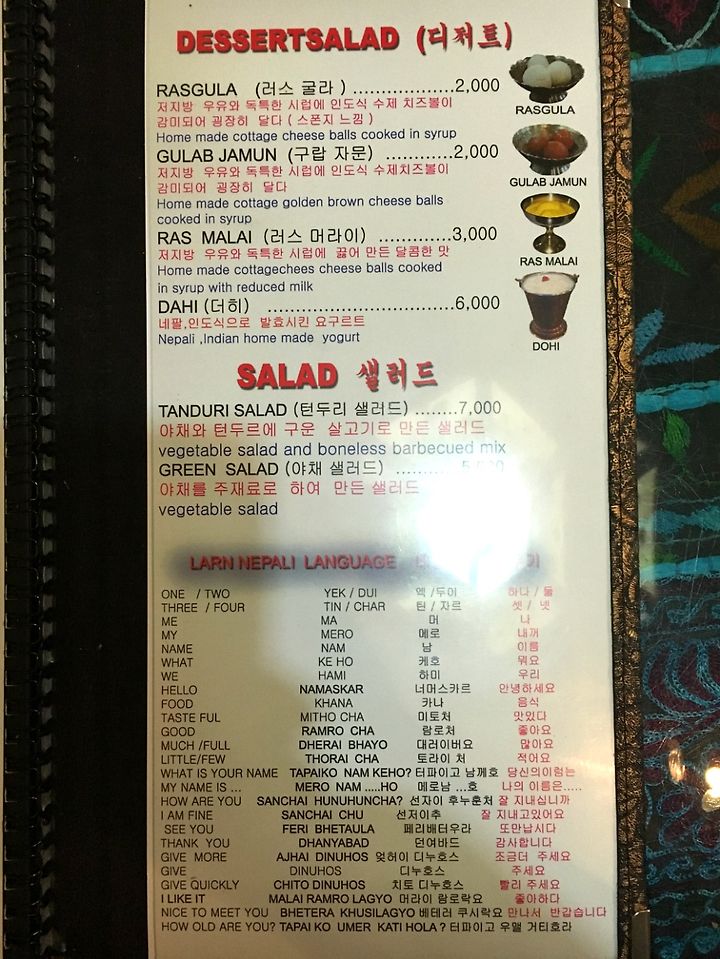 DESSERTSALAD (디저트)
RASGULA (러스 굴라 ) ..................2,000
저지방 우유와 독특한 시럽에 인도식 수제 치즈볼이
감미되어 굉장히 달다 ( 스폰지 느낌 )
Home made cottage cheese balls cooked in syrup
RASGULA
GULAB JAMUN (구랍 자문) ............2,000
저지방 우유와 독특한 시럽에 인도식 수제치즈볼이
감미되어 굉장히 달다
Home made cottage golden brown cheese balls
cooked in syrup
GULAB JAMUN
RAS MALAI (러스 머라이) .............3,000
저지방 우유와 독특한 시럽에 끓어 만든 달콤한 맛
Home made cottagechees cheese balls cooked
in syrup with reduced milk
RAS MALAI
DAHI (더히) .................................6,000
네팔,인도식으로 발효시킨 요구르트
Nepali ,Indian home made yogurt
DOHI
SALAD 샐러드
TANDURI SALAD (턴두리 샐러드) ........7,000
야채와 턴두르에 구운 살고기로 만든 샐러드
vegetable salad and boneless barbecued mix
GREEN SALAD (야채 샐러드) ..........
야채를 주재료로 하여 만든 샐러드
vegetable salad
LARN NEPALI LANGUAGE
ONE / TWO YEK / DUI 엑 /두이 하나 / 둘
THREE / FOUR TIN / CHAR 틴 / 자르 셋 / 넷
ME MA 머 나
MY MERO 메로 내꺼
NAME NAM 남 이름
WHAT KE HO 케호 뭐요
WE HAMI 하미 우리
HELLO NAMASKAR 너머스카르 안녕하세요
FOOD KHANA 카나 음식
TASTE FUL MITHO CHA 미토처 맛있다
GOOD RAMRO CHA 람로처 좋아요
MUCH /FULL DHERAI BHAYO 대러이버요 많아요
LITTLE/FEW THORAI CHA 토라이 처 적어요
WHAT IS YOUR NAME TAPAIKO NAM KEHO? 터파이고 남께호 당신의이름는
MY NAME IS ... MERO NAM .....HO 메로남 ...호 나의 이름은.....
HOW ARE YOU SANCHAI HUNUHUNCHA? 선자이 후누훈처 잘 지내십니까
I AM FINE SANCHAI CHU 선저이추 잘 지내고있어요
SEE YOU FERI BHETAULA 페리배터우라 또만납시다
THANK YOU DHANYABAD 던여바드 감사합니다
GIVE MORE AJHAI DINUHOS 엊허이 디누호스 조금더 주세요
GIVE DINUHOS 디누호스 주세요
GIVE QUICKLY CHITO DINUHOS 치토 디누호스 빨리 주세요
I LIKE IT MALAI RAMRO LAGYO 머라이 람로락요 좋아하다
NICE TO MEET YOU BHETERA KHUSILAGYO 베테러 쿠시락요 만나서 반갑습니다
HOW OLD ARE YOU? TAPAI KO UMER KATI HOLA ? 터파이고 우멜 거티호라